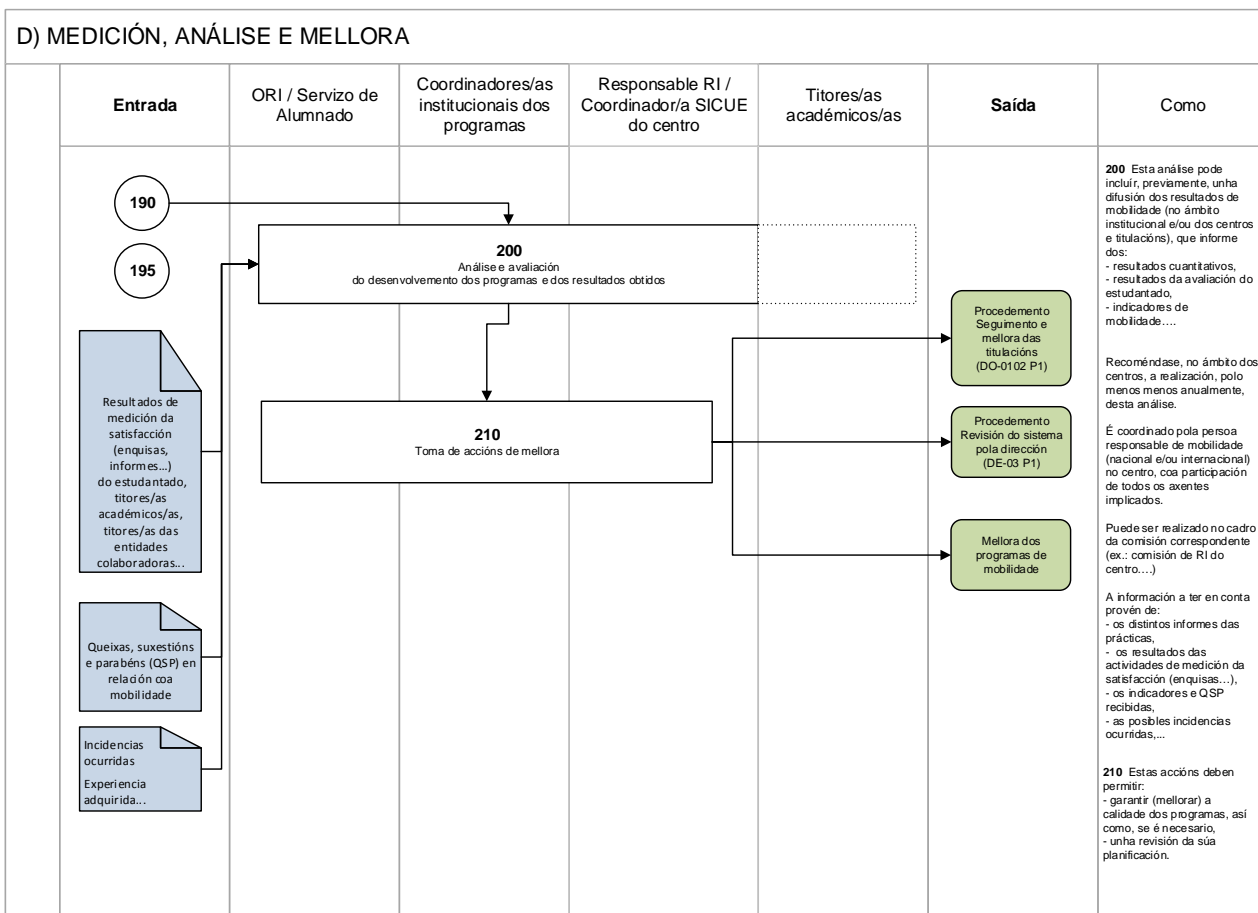 D) MEDICIÓN, ANÁLISE E MELLORA
Entrada
ORI / Servizo de
Alumnado
Coordinadores/as
institucionais dos
programas
Responsable RI /
Coordinador/a SICUE
do centro
Titores/as
académicos/as
Saída
Como
190
195
200
Análise e avaliación
do desenvolvemento dos programas e dos resultados obtidos
Resultados de
medición da
satisfacción
(enquisas,
informes...)
do estudantado,
titores/as
académicos/as,
titores/as das
entidades
colaboradoras...
210
Toma de accións de mellora
Queixas, suxestións
e parabéns (QSP) en
relación coa
mobilidade
Incidencias
ocurridas
Experiencia
adquirida...
Procedemento
Seguimento e
mellora das
titulacións
(DO-0102 P1)
Procedemento
Revisión do sistema
pola dirección
(DE-03 P1)
Mellora dos
programas de
mobilidade
200 Esta análise pode
incluír, previamente, unha
difusión dos resultados de
mobilidade (no ámbito
institucional e/ou dos centros
e titulacións), que informe
dos:
- resultados cuantitativos,
- resultados da avaliación do
estudantado,
- indicadores de
mobilidade....
Recoméndase, no ámbito dos
centros, a realización, polo
menos menos anualmente,
desta análise.
É coordinado pola persoa
responsable de mobilidade
(nacional e/ou internacional)
no centro, coa participación
de todos os axentes
implicados.
Puede ser realizado no cadro
da comisión correspondente
(ex.: comisión de RI do
centro....)
A información a ter en conta
provén de:
- os distintos informes das
prácticas,
- os resultados das
actividades de medición da
satisfacción (enquisas...),
- os indicadores e QSP
recibidas,
- as posibles incidencias
ocurridas,...
210 Estas accións deben
permitir:
- garantir (mellorar) a
calidade dos programas, así
como, se é necesario,
- unha revisión da súa
planificación.